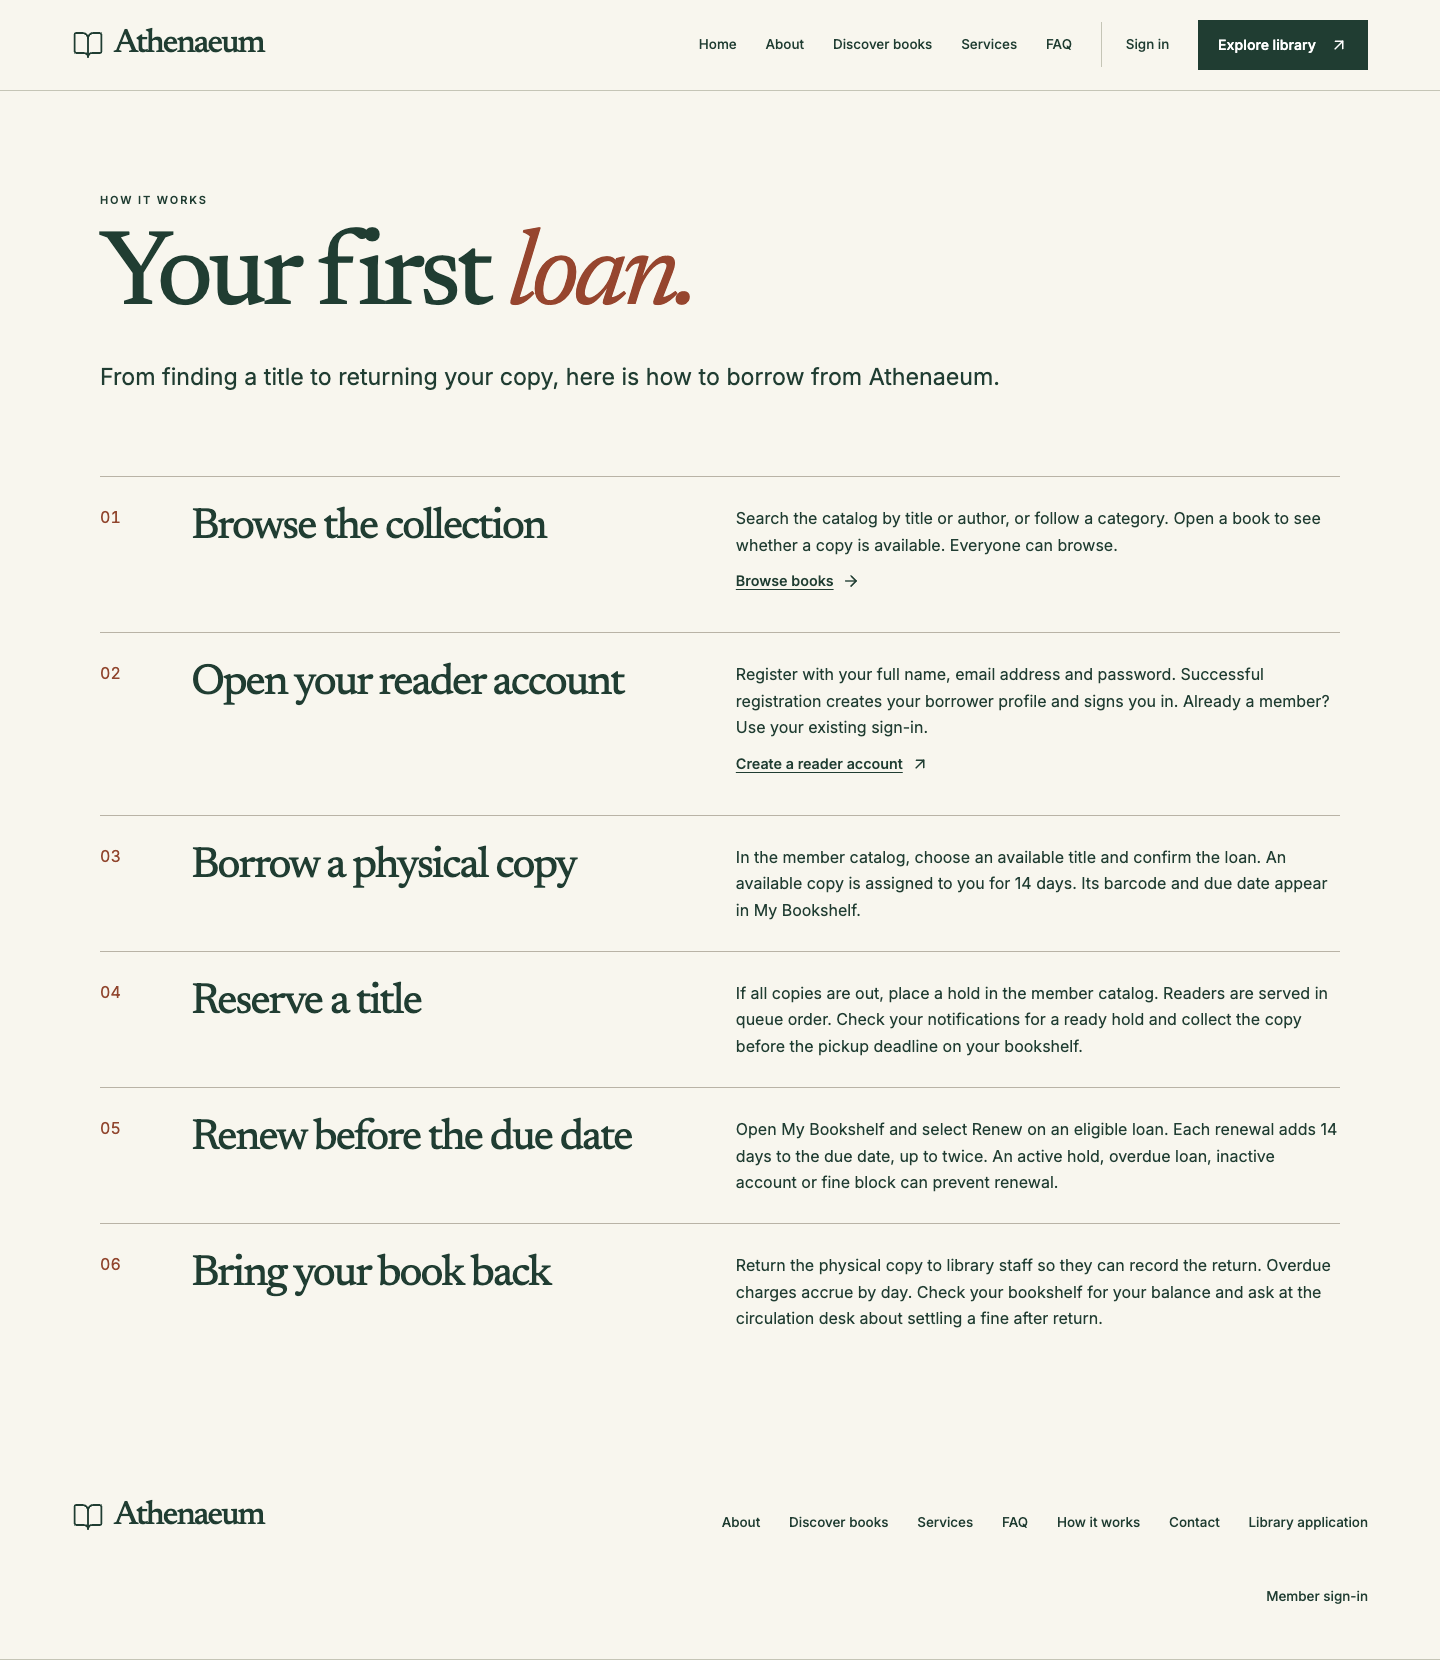 Athenaeum
Home About Discover books Services FAQ Sign in Explore library
HOW IT WORKS
Your first loan.
From finding a title to returning your copy, here is how to borrow from Athenaeum.
01
Browse the collection
Search the catalog by title or author, or follow a category. Open a book to see
whether a copy is available. Everyone can browse.
Browse books
02
Open your reader account
Register with your full name, email address and password. Successful
registration creates your borrower profile and signs you in. Already a member?
Use your existing sign-in.
Create a reader account
03
Borrow a physical copy
In the member catalog, choose an available title and confirm the loan. An
available copy is assigned to you for 14 days. Its barcode and due date appear
in My Bookshelf.
04
Reserve a title
If all copies are out, place a hold in the member catalog. Readers are served in
queue order. Check your notifications for a ready hold and collect the copy
before the pickup deadline on your bookshelf.
05
Renew before the due date
Open My Bookshelf and select Renew on an eligible loan. Each renewal adds 14
days to the due date, up to twice. An active hold, overdue loan, inactive
account or fine block can prevent renewal.
06
Bring your book back
Return the physical copy to library staff so they can record the return. Overdue
charges accrue by day. Check your bookshelf for your balance and ask at the
circulation desk about settling a fine after return.
Athenaeum
About Discover books Services FAQ How it works Contact Library application
Member sign-in